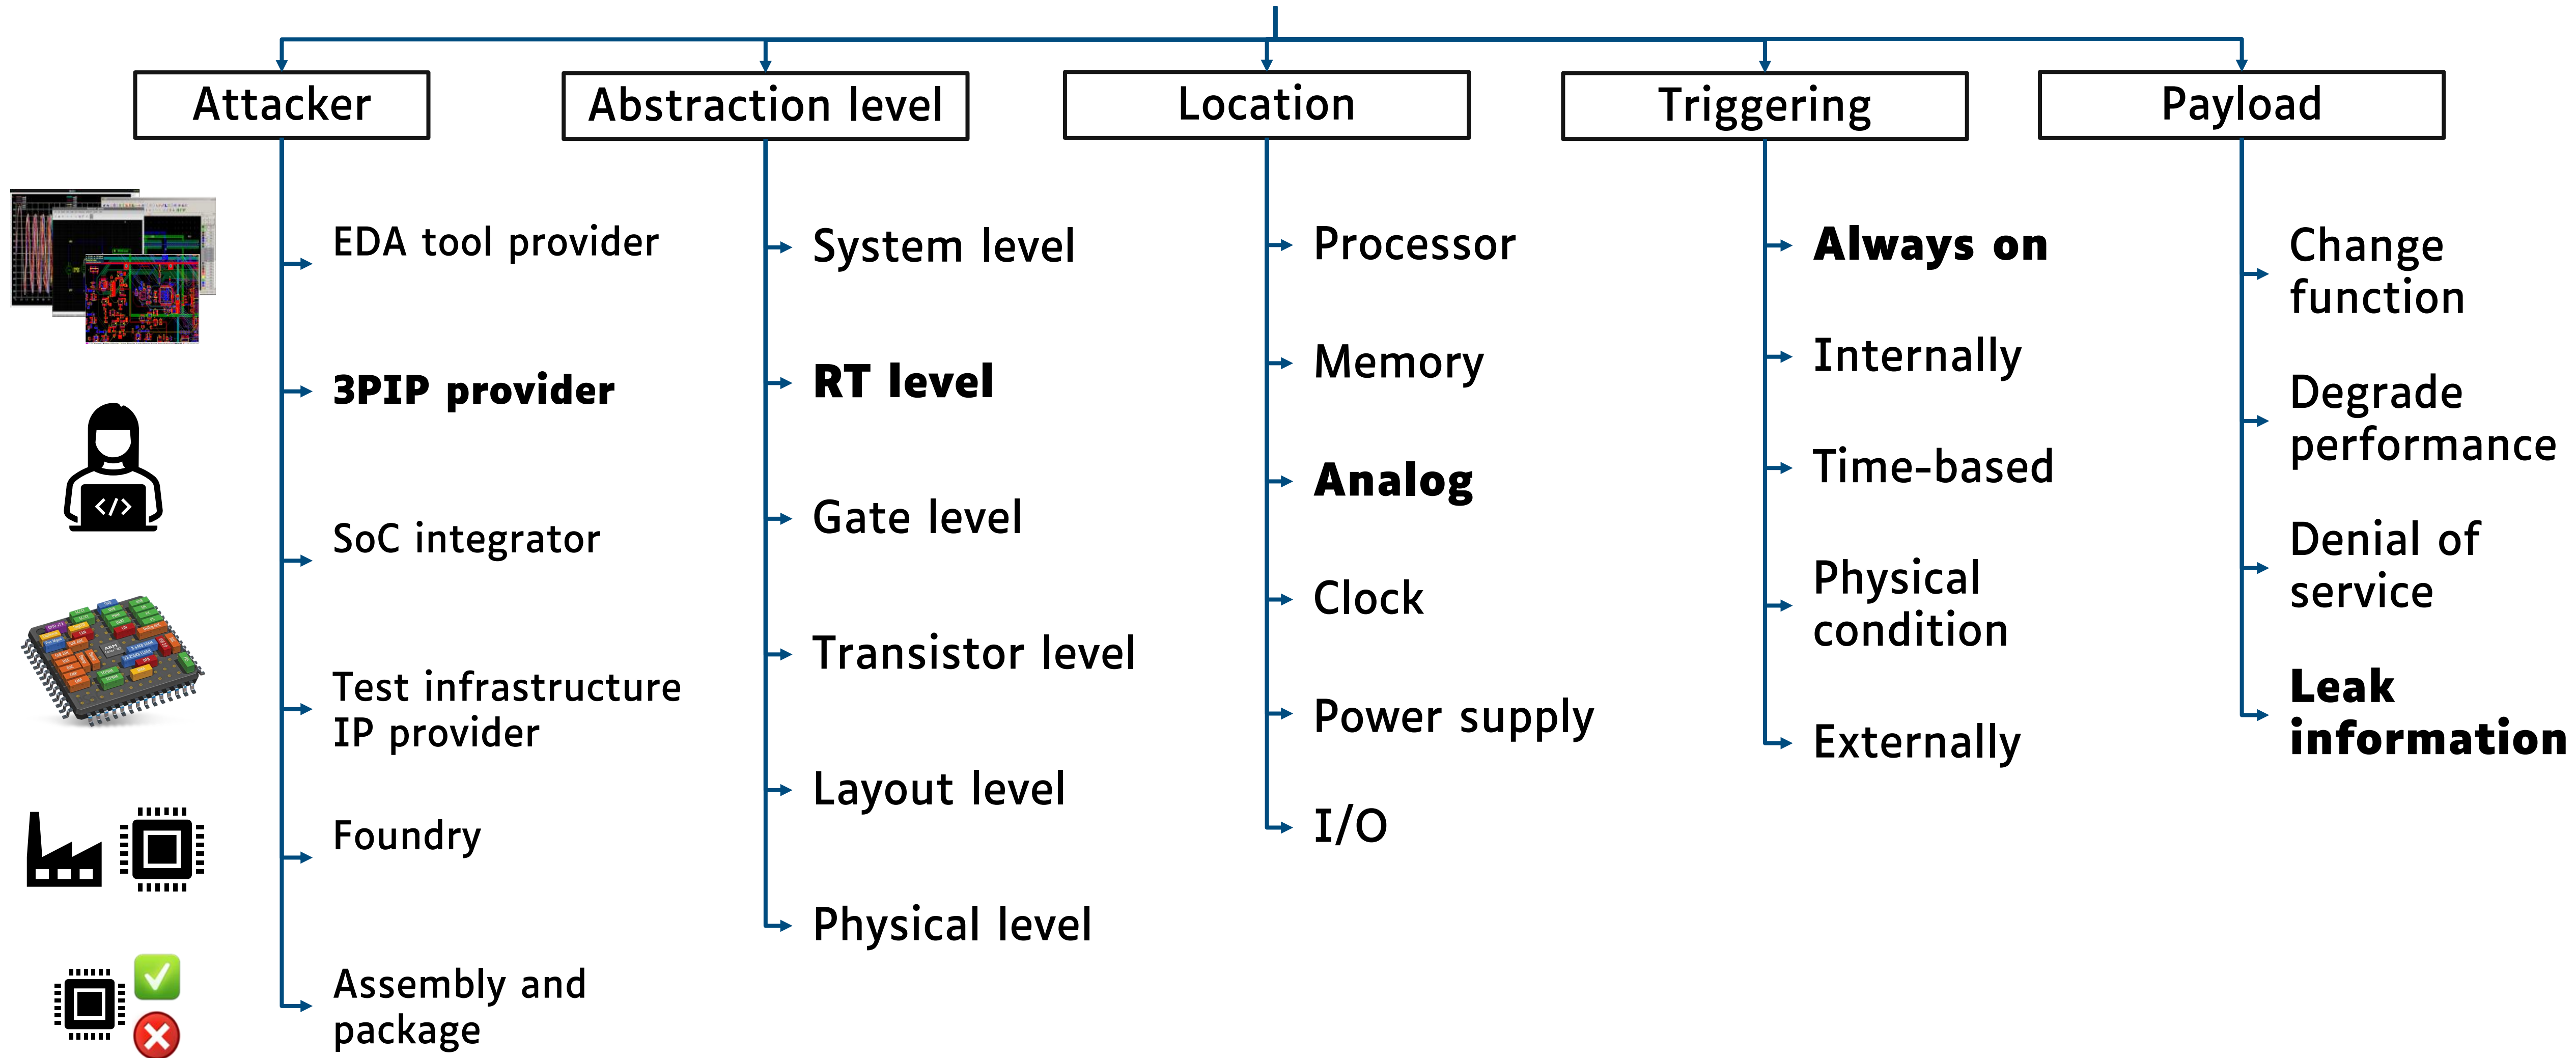 Attacker
EDA tool provider
3PIP provider
SoC integrator
Test infrastructure
IP provider
Foundry
Assembly and
package
Abstraction level
System level
RT level
Gate level
Transistor level
Layout level
Physical level
Location
Processor
Memory
Analog
Clock
Power supply
I/O
Triggering
Always on
Internally
Time-based
Physical
condition
Externally
Payload
Change
function
Degrade
performance
Denial of
service
Leak
information